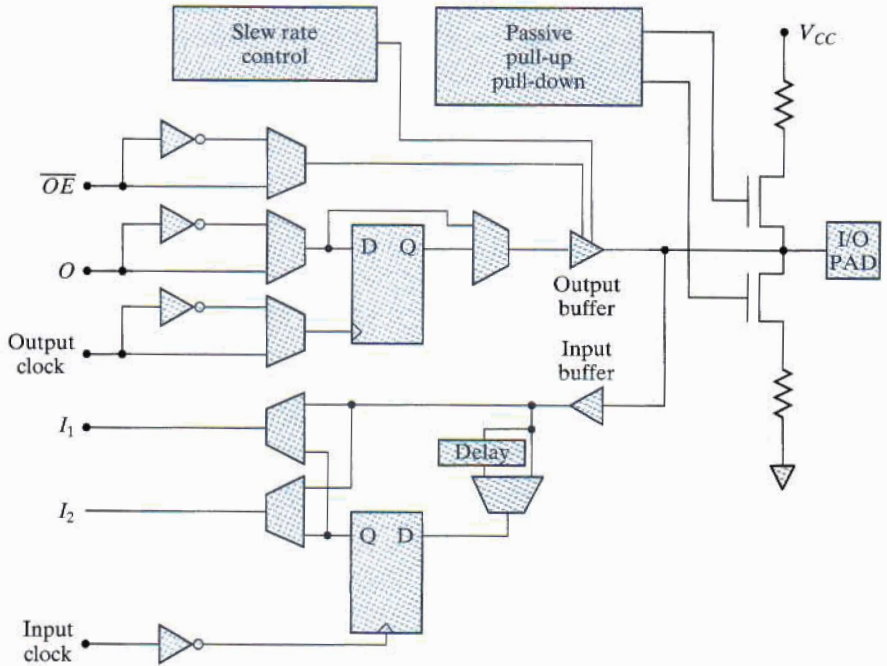 Slew rate
control
Passive
pull-up
pull-down
V_CC
\overline{OE}
O
D Q
I/O
PAD
Output
buffer
Output
clock
Input
buffer
I_1
Delay
I_2
Q D
Input
clock